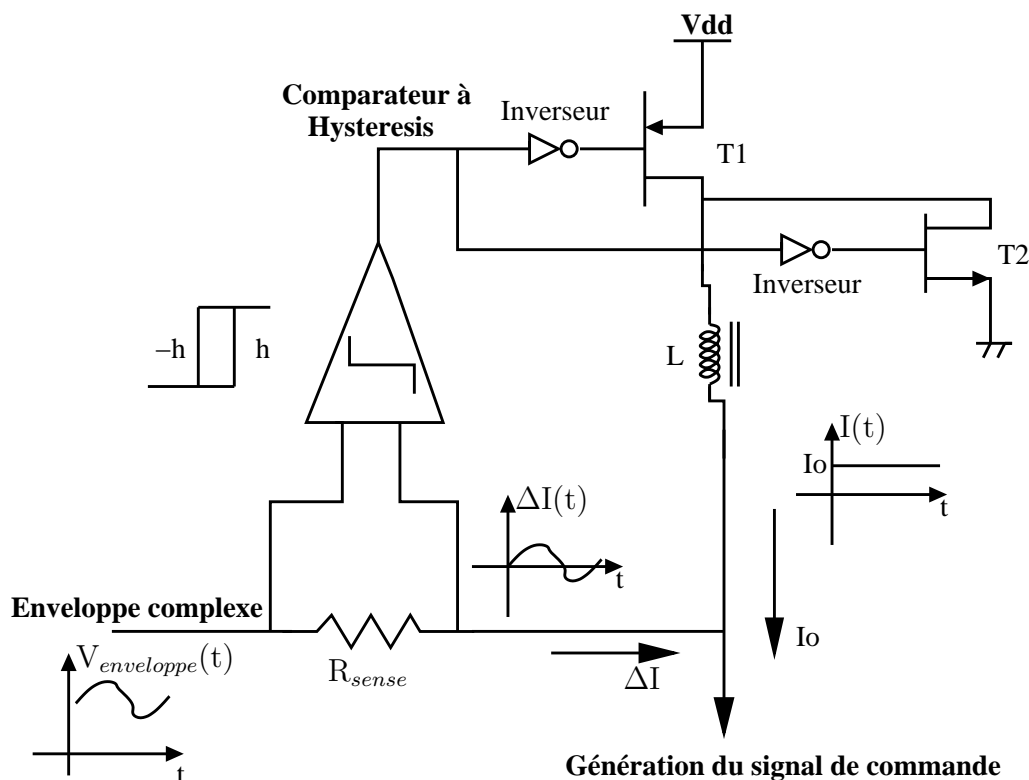 Vdd
Comparateur à
Hysteresis
Inverseur
T1
T2
Inverseur
−h
h
L
I(t)
Io
t
ΔI(t)
t
Enveloppe complexe
Io
V_enveloppe(t)
R_sense
ΔI
t
Génération du signal de commande